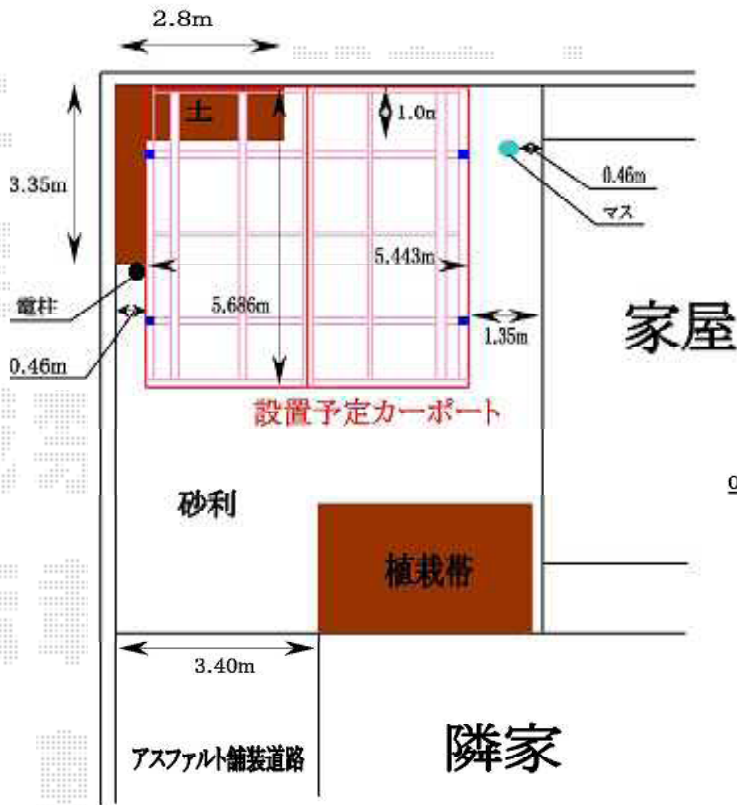 2.8m
土
1.0m
3.35m
0.46m
マス
5.443m
電柱
5.686m
1.35m
家屋
0.46m
設置予定カーポート
砂利
植栽帯
3.40m
アスファルト舗装道路
隣家